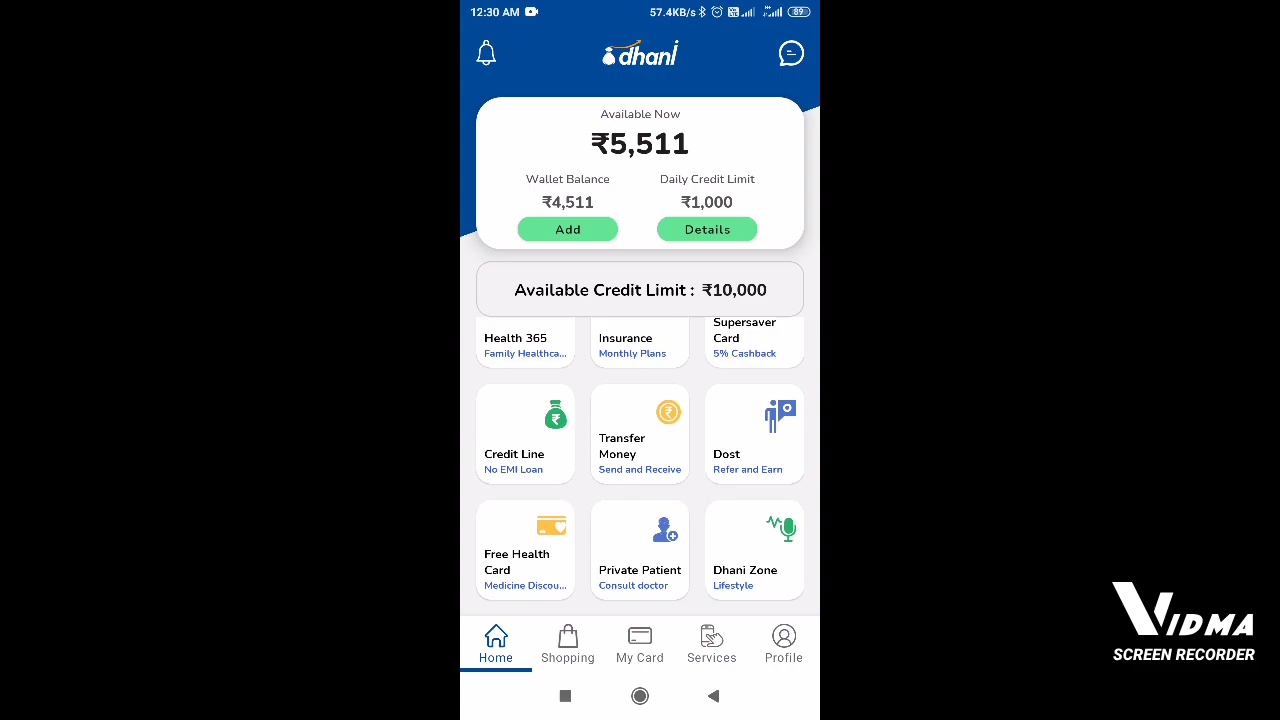 12:30 AM
57.4KB/s
89
dhani
Available Now
₹5,511
Wallet Balance
Daily Credit Limit
₹4,511
₹1,000
Add
Details
Available Credit Limit : ₹10,000
Health 365
Family Healthca...
Insurance
Monthly Plans
Supersaver
Card
5% Cashback
Credit Line
No EMI Loan
Transfer
Money
Send and Receive
Dost
Refer and Earn
Free Health
Card
Medicine Discou...
Private Patient
Consult doctor
Dhani Zone
Lifestyle
Home
Shopping
My Card
Services
Profile
VIDMA
SCREEN RECORDER